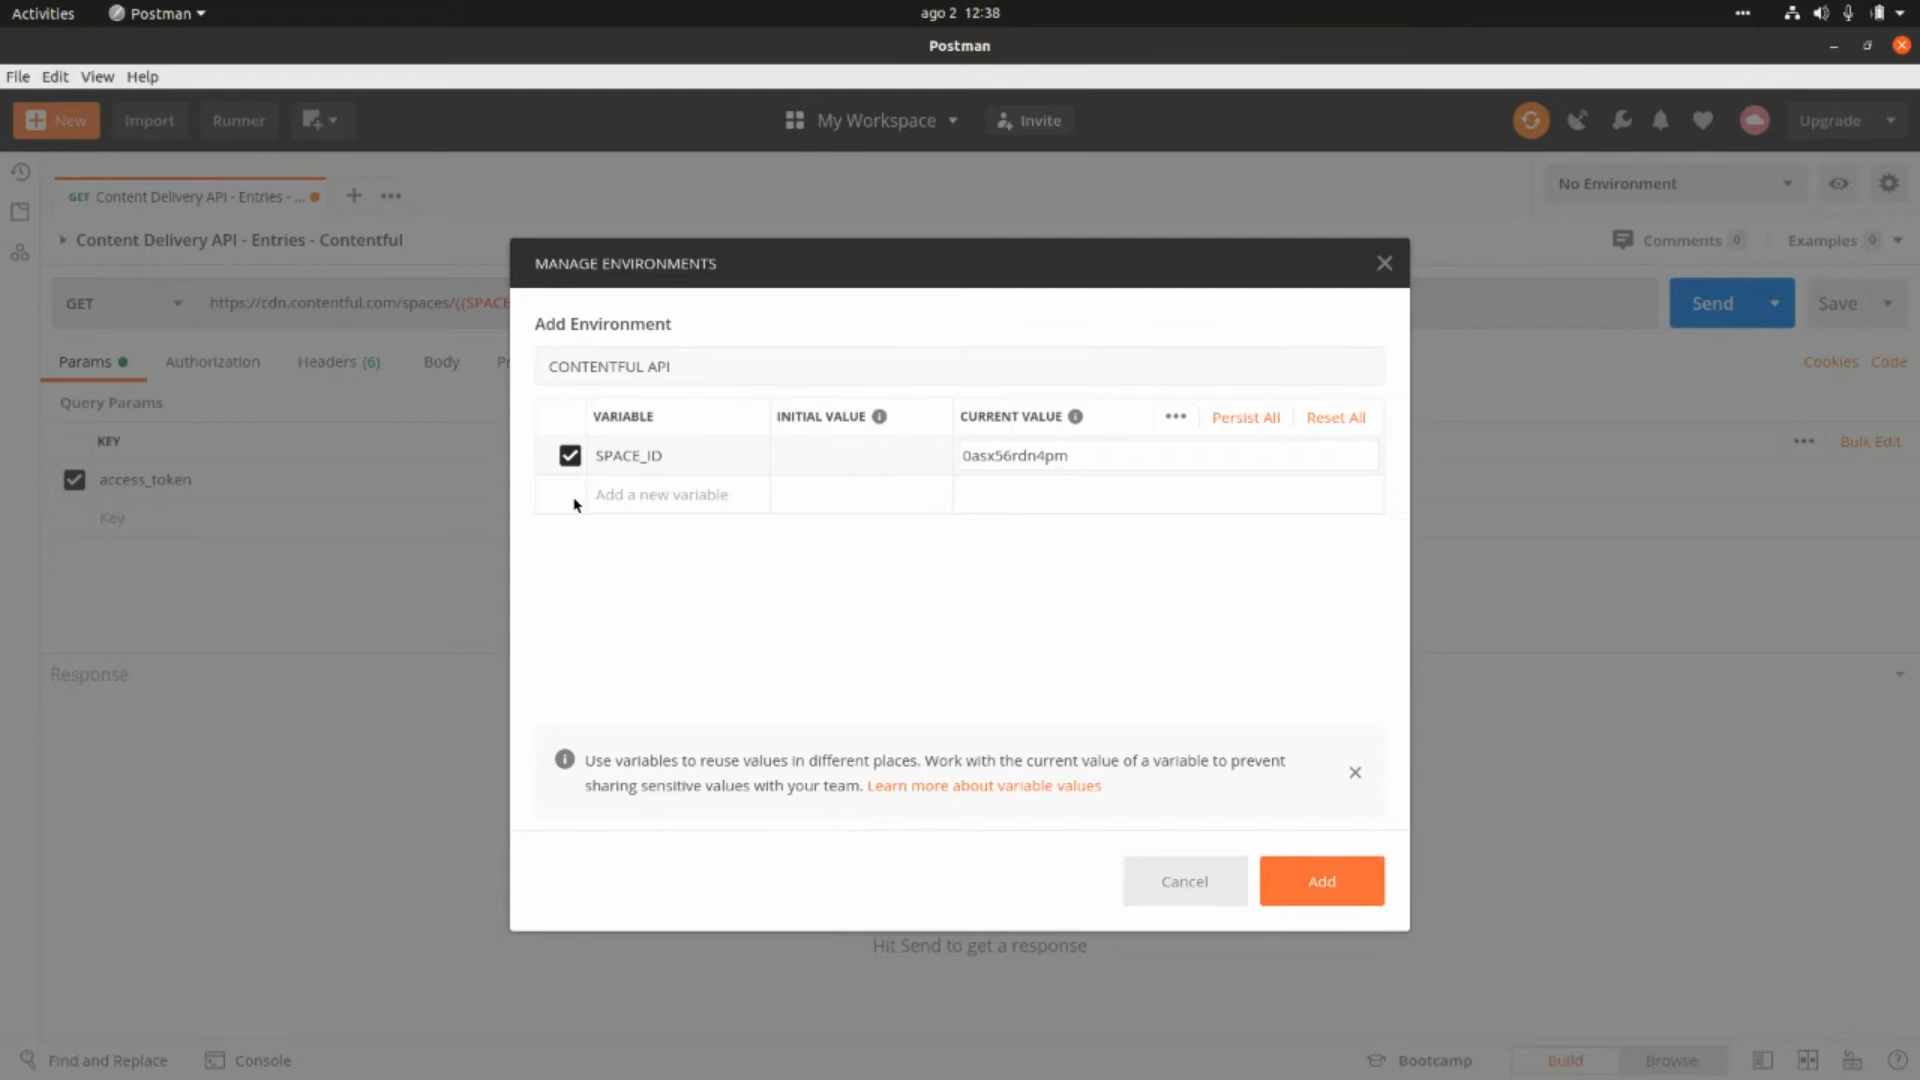 Activities Postman ago 2 12:38
Postman
File Edit View Help
New Import Runner My Workspace Invite Upgrade
GET Content Delivery API - Entries - ... No Environment
Content Delivery API - Entries - Contentful Comments 0 Examples 0
MANAGE ENVIRONMENTS
GET https://cdn.contentful.com/spaces/{{SPACE Send Save
Add Environment
Params Authorization Headers (6) Body Cookies Code
CONTENTFUL API
Query Params
VARIABLE INITIAL VALUE CURRENT VALUE Persist All Reset All
KEY Bulk Edit
SPACE_ID 0asx56rdn4pm
access_token
Add a new variable
Key
Response
Use variables to reuse values in different places. Work with the current value of a variable to prevent
sharing sensitive values with your team. Learn more about variable values
Cancel Add
Hit Send to get a response
Find and Replace Console Bootcamp Build Browse